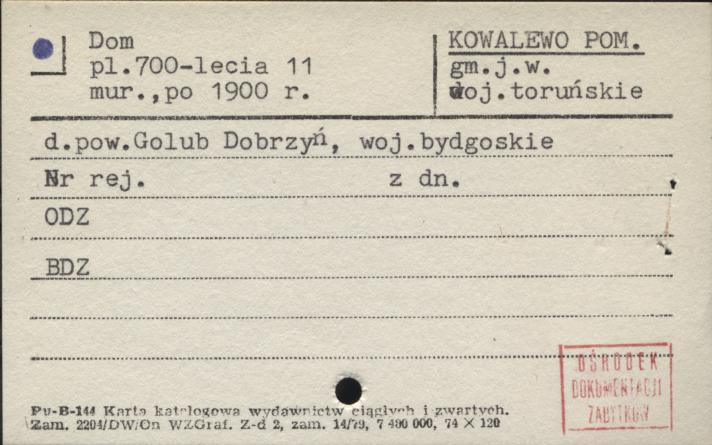 Dom
pl.700-lecia 11
mur.,po 1900 r.
KOWALEWO POM.
gm.j.w.
woj.toruńskie
d.pow.Golub Dobrzyń, woj.bydgoskie
Nr rej. z dn.
ODZ
BDZ
Pu-B-144 Karta katalogowa wydawnictw ciągłych i zwartych.
Zam. 2204/DW/On WZGraf. Z-d 2, zam. 14/79, 7 480 000, 74 X 120
OŚRODEK
DOKUMENTACJI
ZABYTKÓW